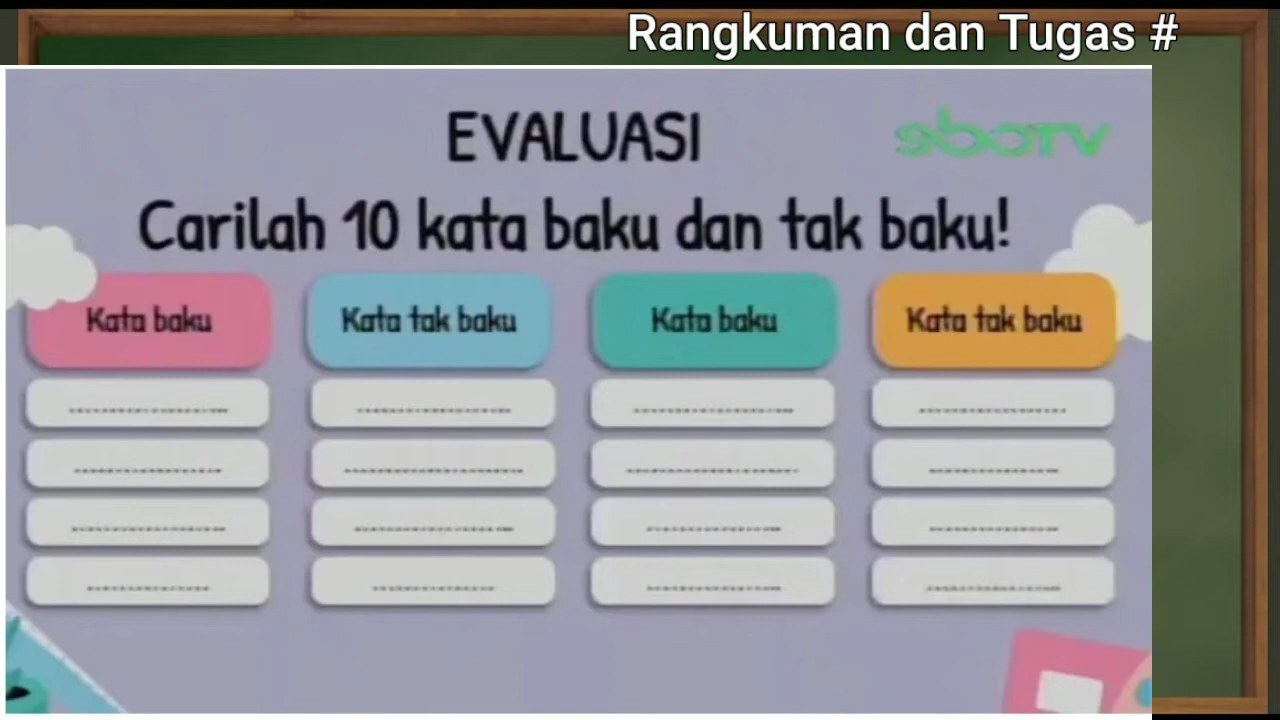 Rangkuman dan Tugas #
EVALUASI
sboTV
Carilah 10 kata baku dan tak baku!
Kata baku
Kata tak baku
Kata baku
Kata tak baku